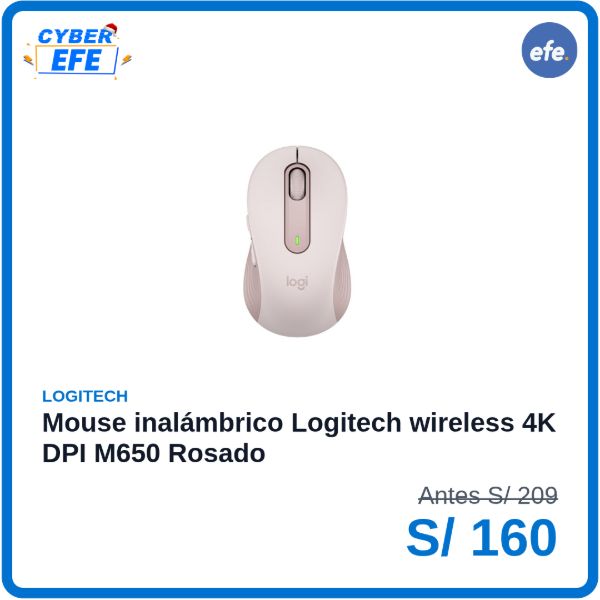 CYBER
EFE
efe.
logi
LOGITECH
Mouse inalámbrico Logitech wireless 4K
DPI M650 Rosado
Antes S/ 209
S/ 160